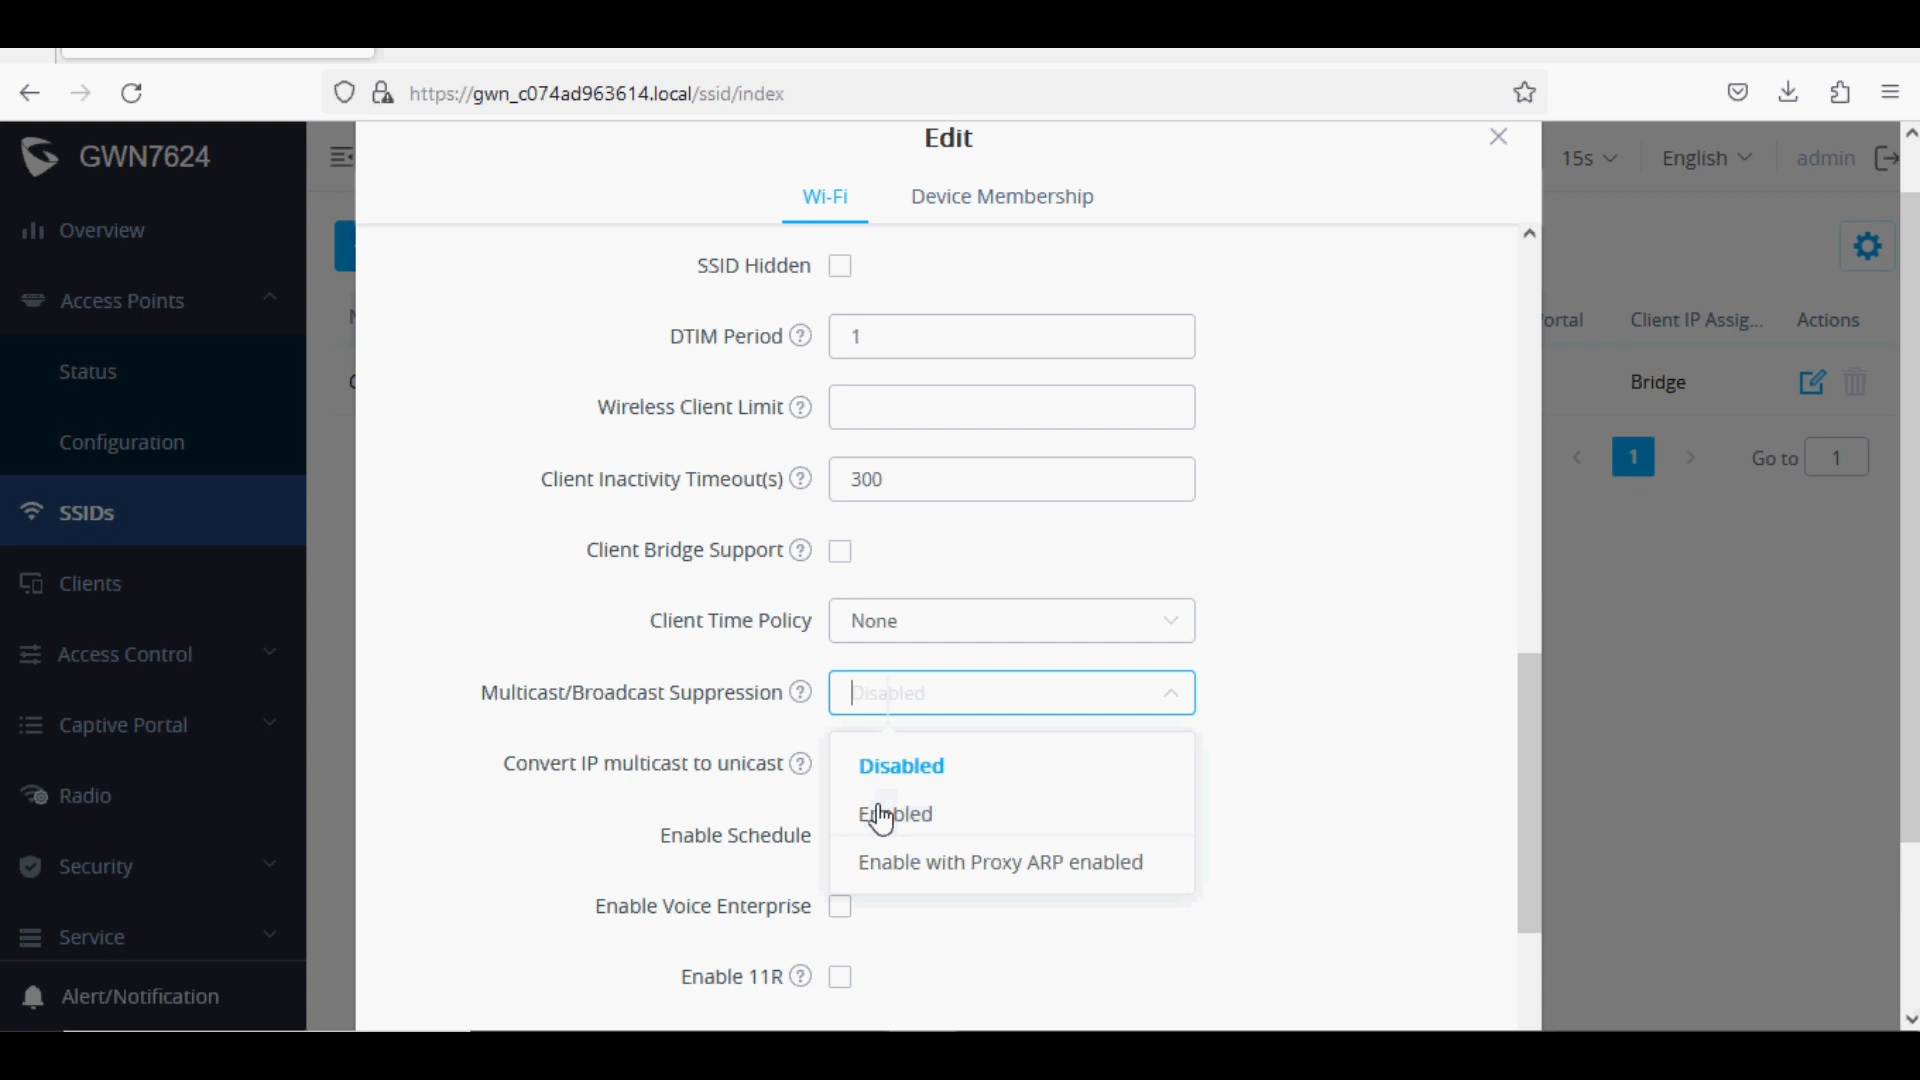 https://gwn_c074ad963614.local/ssid/index
GWN7624
Edit
15s
English
admin
Wi-Fi
Device Membership
Overview
Access Points
Status
Configuration
SSIDs
Clients
Access Control
Captive Portal
Radio
Security
Service
Alert/Notification
SSID Hidden
DTIM Period ? 1
Wireless Client Limit ?
Client Inactivity Timeout(s) ? 300
Client Bridge Support ?
Client Time Policy None
Multicast/Broadcast Suppression ? Disabled
Convert IP multicast to unicast ?
Disabled
Enabled
Enable with Proxy ARP enabled
Enable Schedule
Enable Voice Enterprise
Enable 11R ?
ortal Client IP Assig... Actions
Bridge
1 Go to 1